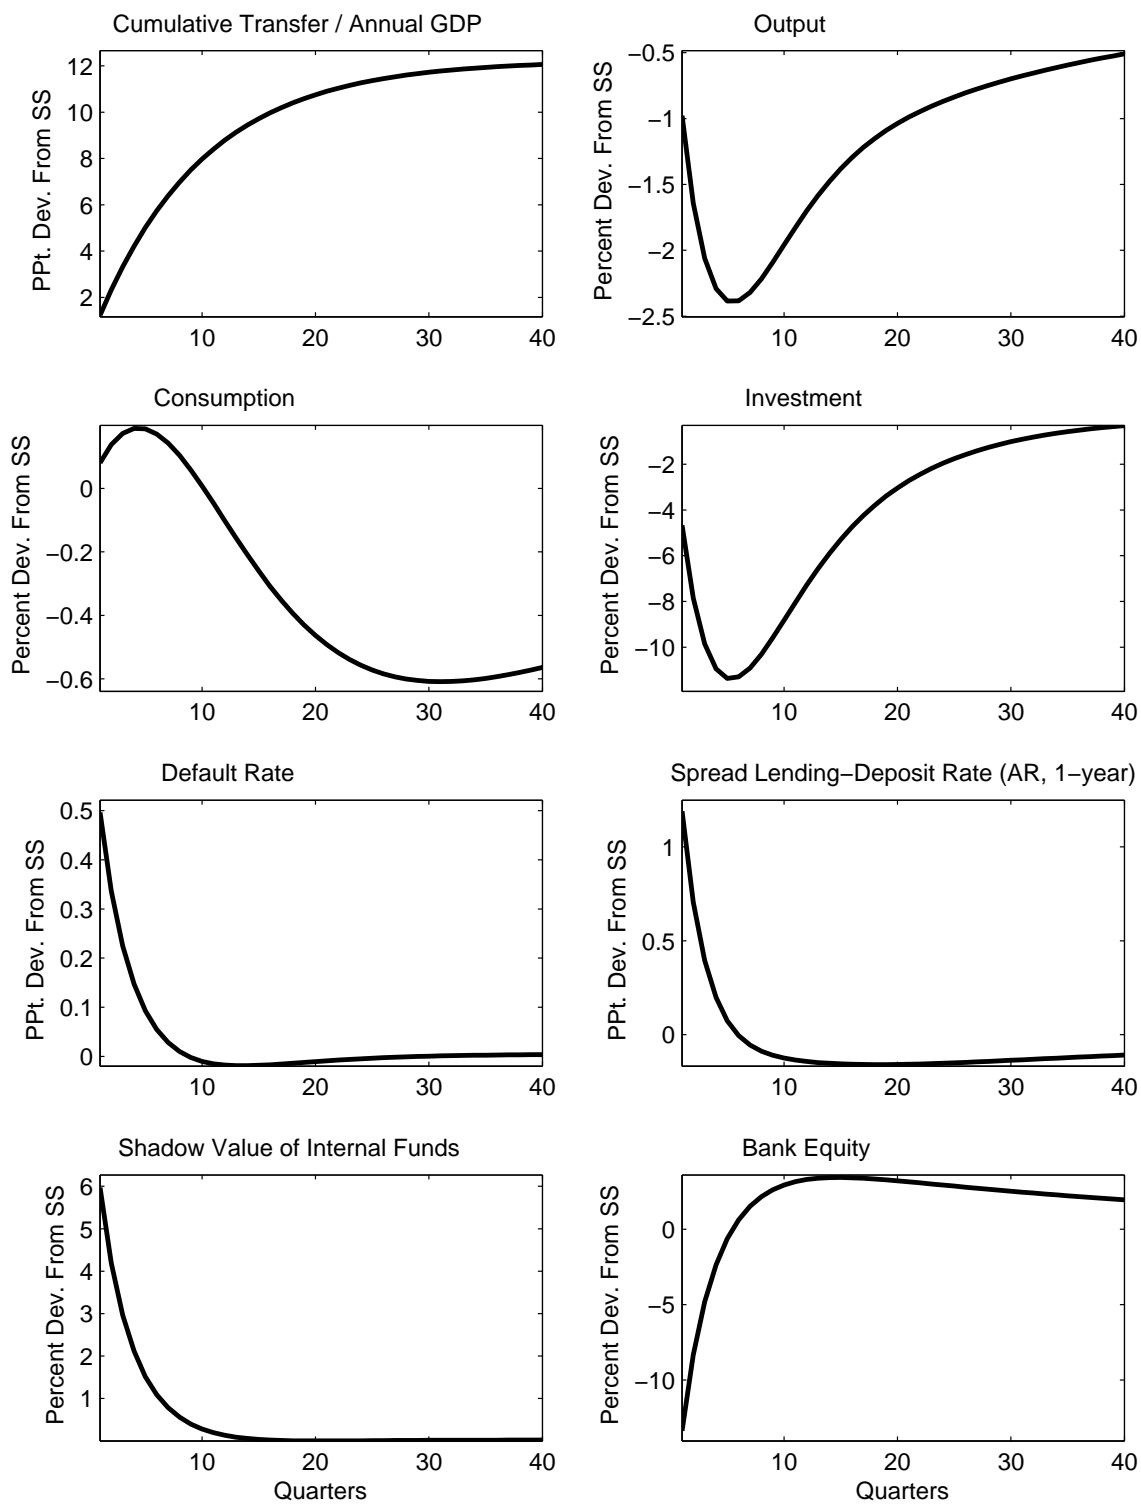 Cumulative Transfer / Annual GDP
PPt. Dev. From SS
12
10
8
6
4
2
10 20 30 40
Output
Percent Dev. From SS
−0.5
−1
−1.5
−2
−2.5
10 20 30 40
Consumption
Percent Dev. From SS
0
−0.2
−0.4
−0.6
10 20 30 40
Investment
Percent Dev. From SS
−2
−4
−6
−8
−10
10 20 30 40
Default Rate
PPt. Dev. From SS
0.5
0.4
0.3
0.2
0.1
0
10 20 30 40
Spread Lending−Deposit Rate (AR, 1−year)
PPt. Dev. From SS
1
0.5
0
10 20 30 40
Shadow Value of Internal Funds
Percent Dev. From SS
6
5
4
3
2
1
10 20 30 40
Quarters
Bank Equity
Percent Dev. From SS
0
−5
−10
10 20 30 40
Quarters